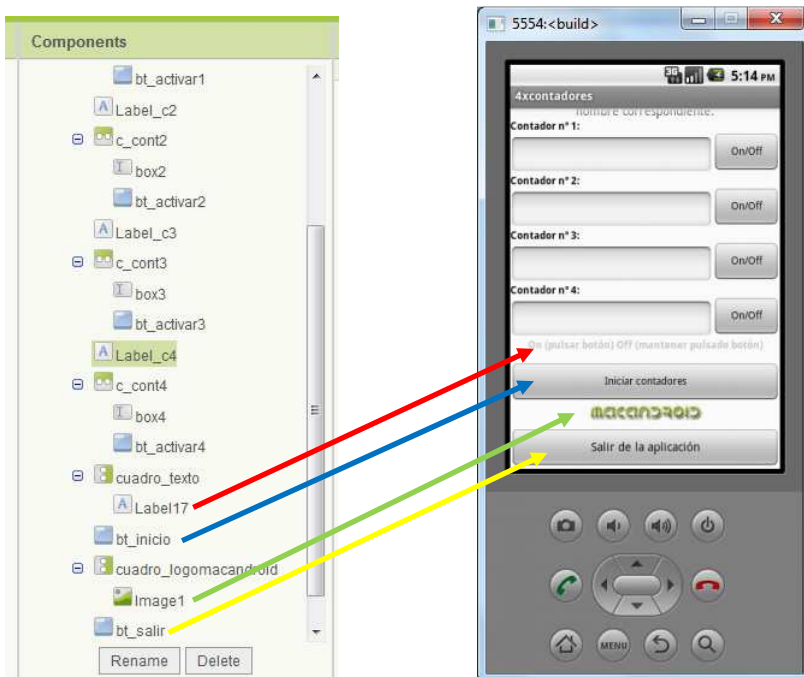 Components
bt_activar1
Label_c2
c_cont2
box2
bt_activar2
Label_c3
c_cont3
box3
bt_activar3
Label_c4
c_cont4
box4
bt_activar4
cuadro_texto
Label17
bt_inicio
cuadro_logomacandroid
Image1
bt_salir
Rename Delete
5554:<build>
3G 5:14 PM
4xcontadores
nombre correspondiente.
Contador nº 1:
On/Off
Contador nº 2:
On/Off
Contador nº 3:
On/Off
Contador nº 4:
On/Off
On (pulsar botón) Off (mantener pulsado botón)
Iniciar contadores
macandroid
Salir de la aplicación
MENU